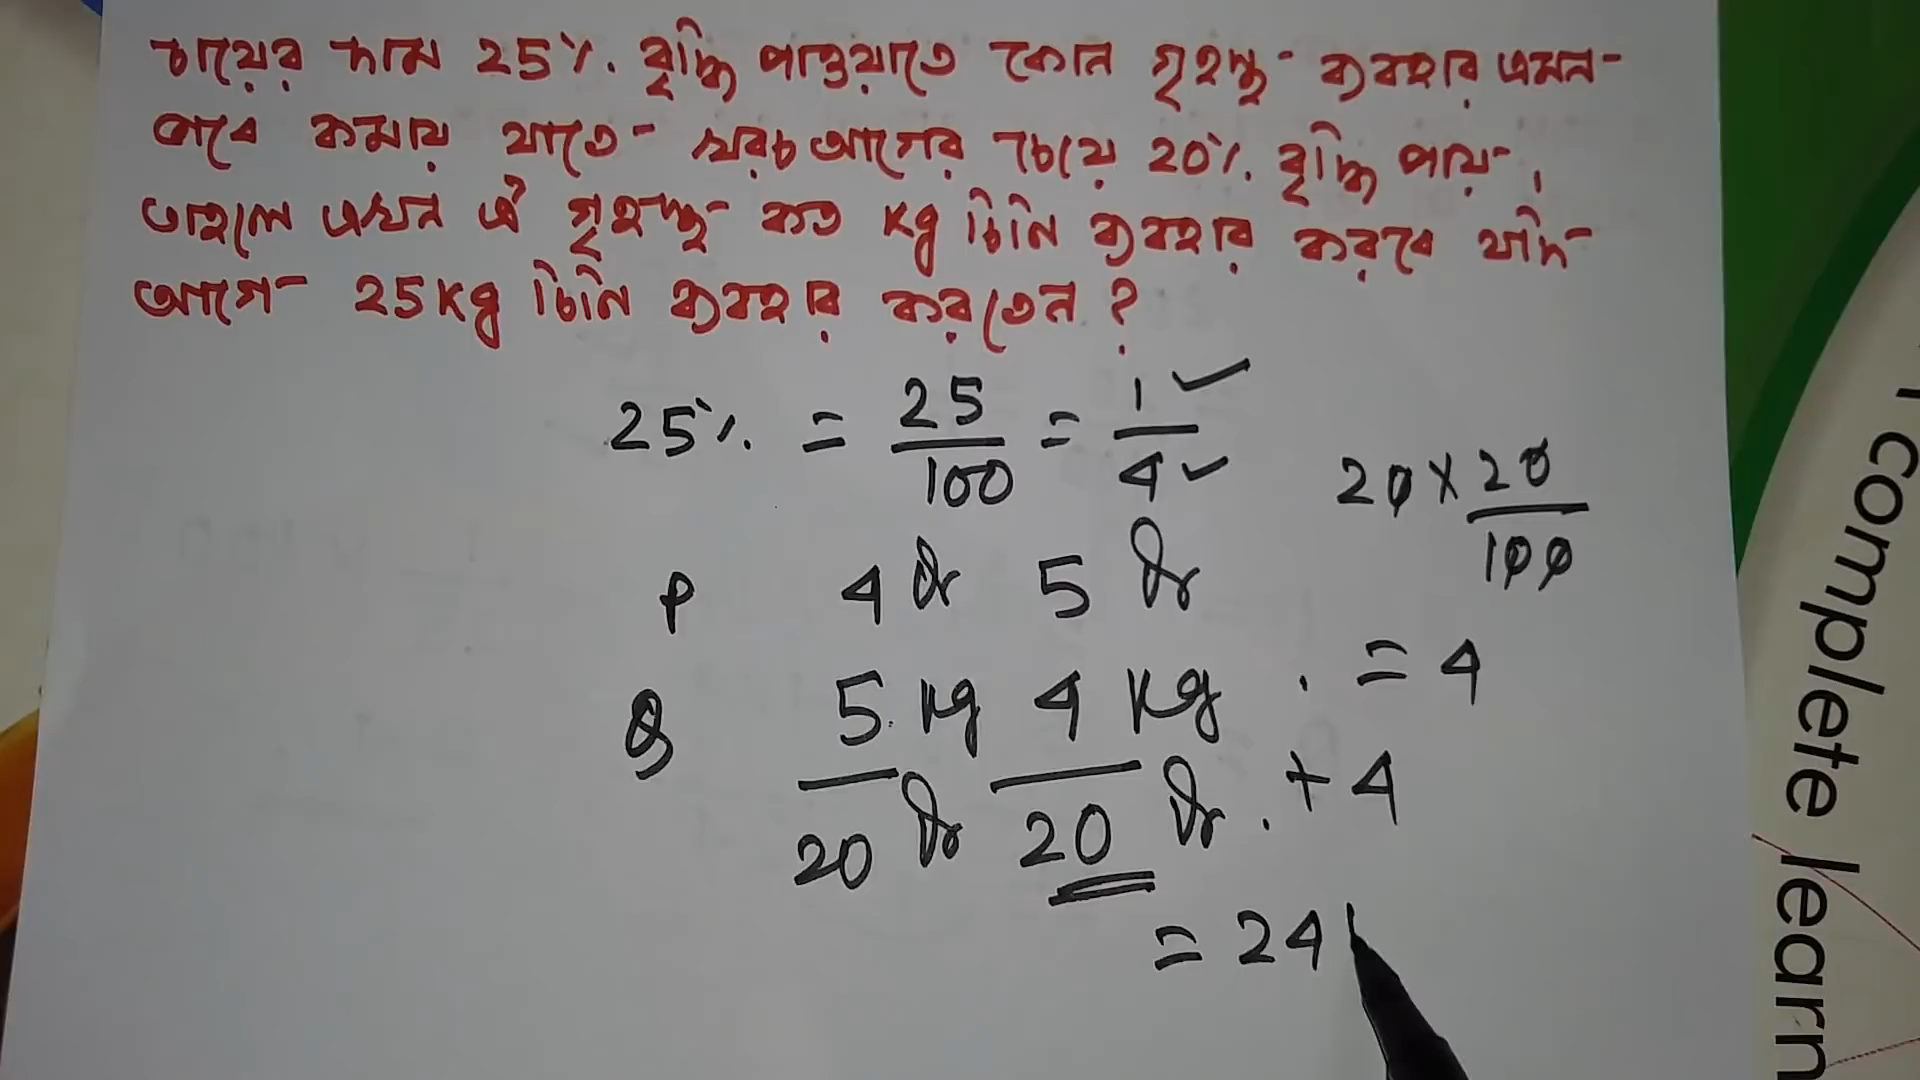 চায়ের দাম 25%. বৃদ্ধি পাওয়াতে কোন গৃহস্থ ব্যবহার এমন-
ভাবে কমায় যাতে খরচ আগের চেয়ে 20%. বৃদ্ধি পায়,
তাহলে এখন ঐ গৃহস্থ কত kg চিনি ব্যবহার করবে যদি
আগে 25kg চিনি ব্যবহার করতেন ?
25% = 25/100 = 1/4
20 × 20/100
P 4 5
= 4
Q 5 kg 4 kg
+ 4
20 20
= 24
complete learn